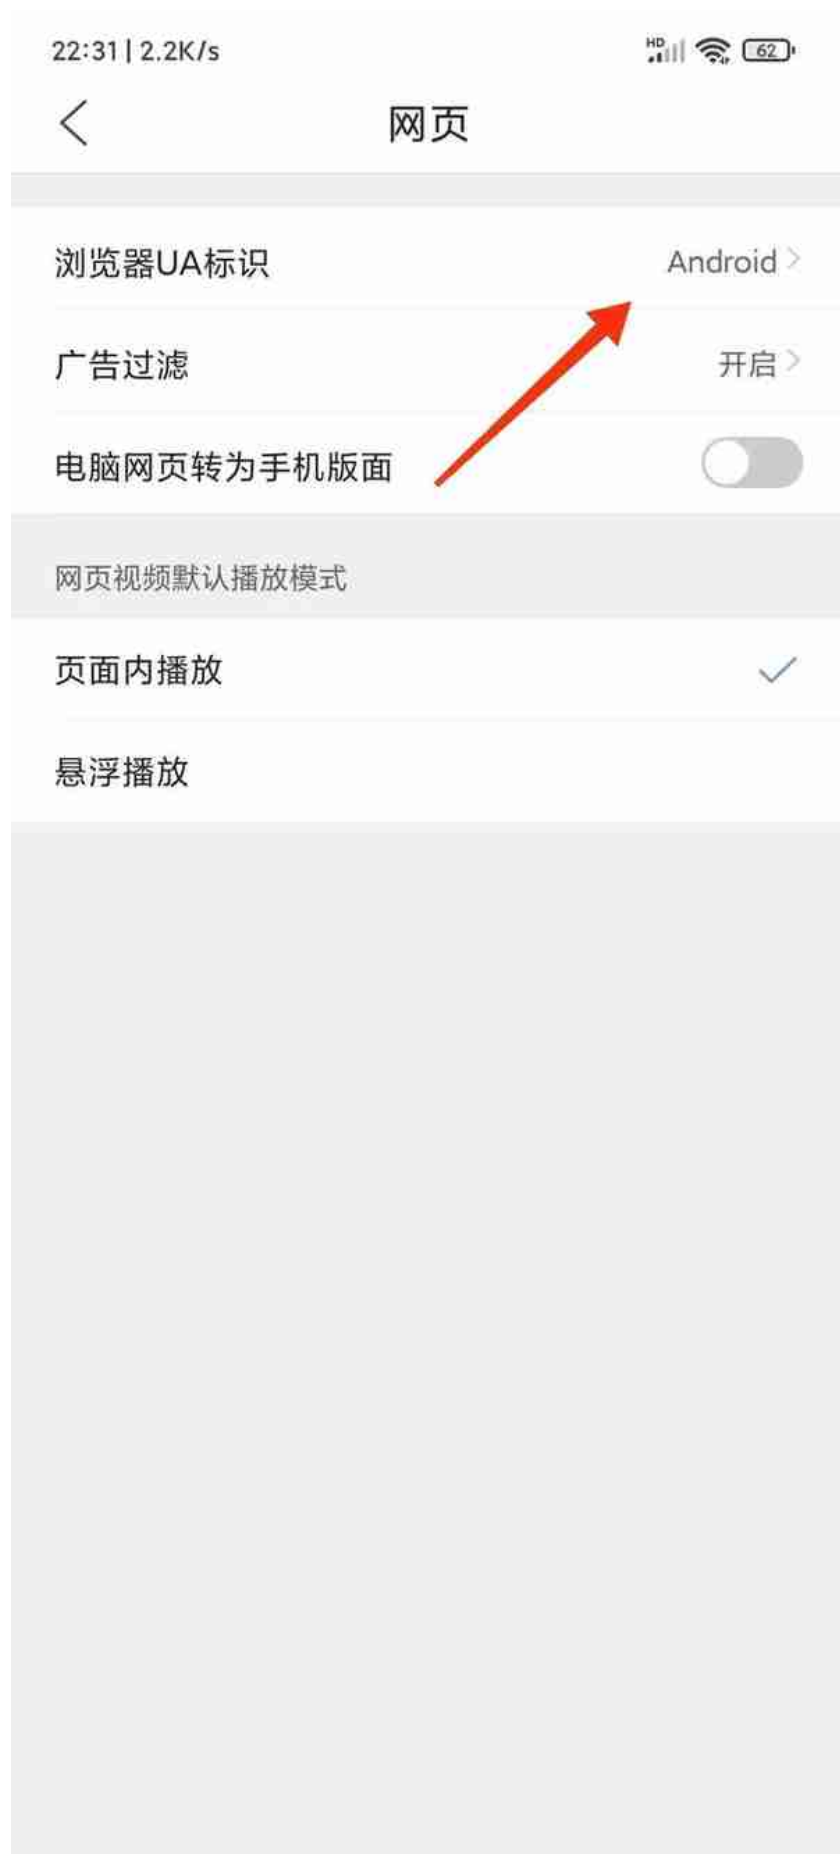 22:31 | 2.2K/s HD 62
网页
浏览器UA标识 Android
广告过滤 开启
电脑网页转为手机版面
网页视频默认播放模式
页面内播放
悬浮播放